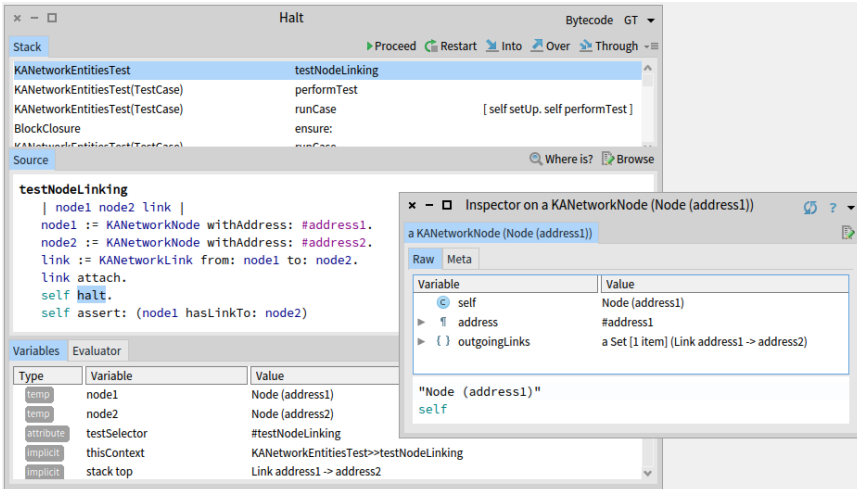 Halt
Bytecode GT
Stack
Proceed Restart Into Over Through
KANetworkEntitiesTest testNodeLinking
KANetworkEntitiesTest(TestCase) performTest
KANetworkEntitiesTest(TestCase) runCase [ self setUp. self performTest ]
BlockClosure ensure:
KANetworkEntitiesTest(TestCase) runCase
Source Where is? Browse
testNodeLinking
| node1 node2 link |
node1 := KANetworkNode withAddress: #address1.
node2 := KANetworkNode withAddress: #address2.
link := KANetworkLink from: node1 to: node2.
link attach.
self halt.
self assert: (node1 hasLinkTo: node2)
Variables Evaluator
Type Variable Value
temp node1 Node (address1)
temp node2 Node (address2)
attribute testSelector #testNodeLinking
implicit thisContext KANetworkEntitiesTest>>testNodeLinking
implicit stack top Link address1 -> address2
Inspector on a KANetworkNode (Node (address1)) ?
a KANetworkNode (Node (address1))
Raw Meta
Variable Value
C self Node (address1)
¶ address #address1
{ } outgoingLinks a Set [1 item] (Link address1 -> address2)
"Node (address1)"
self